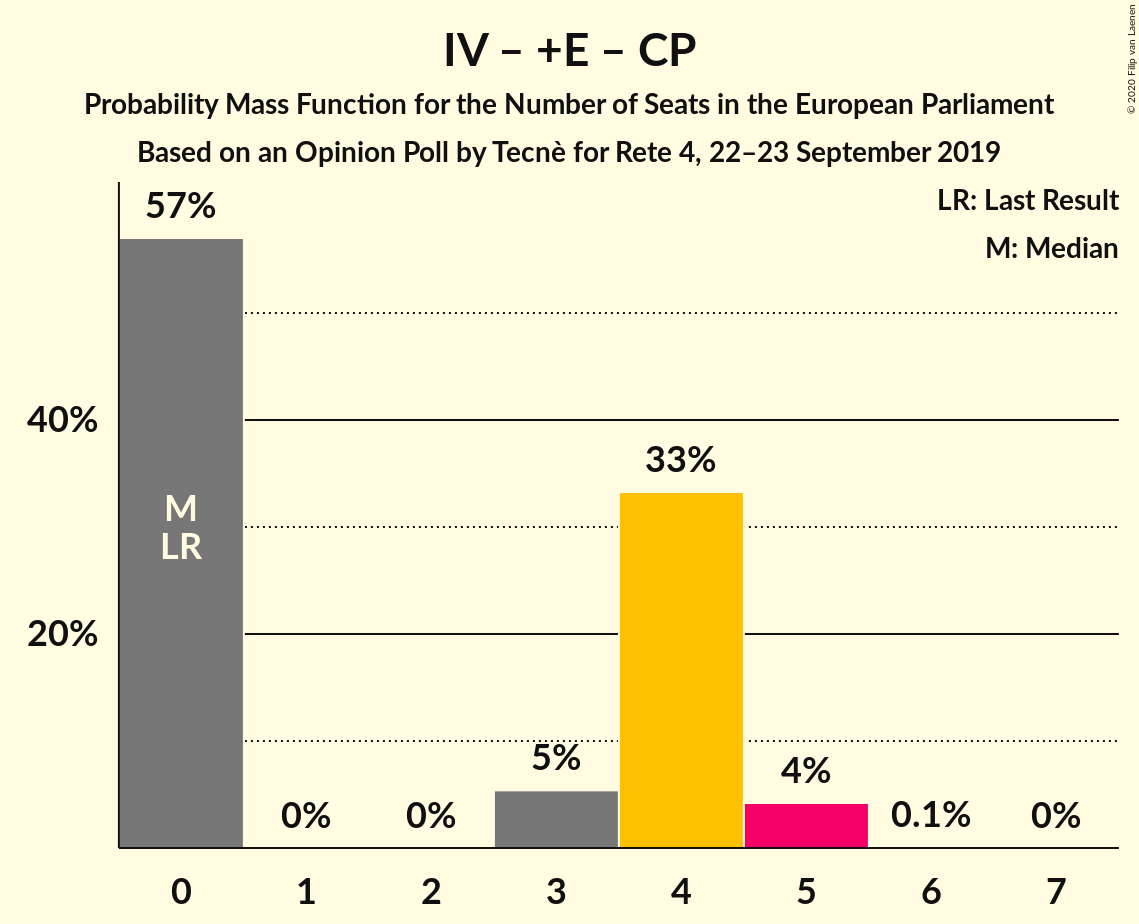 IV – +E – CP
Probability Mass Function for the Number of Seats in the European Parliament
Based on an Opinion Poll by Tecnè for Rete 4, 22–23 September 2019
© 2020 Filip van Laenen
LR: Last Result
M: Median
57%
40%
33%
M
LR
20%
5%
4%
0%
0%
0.1%
0%
0 1 2 3 4 5 6 7